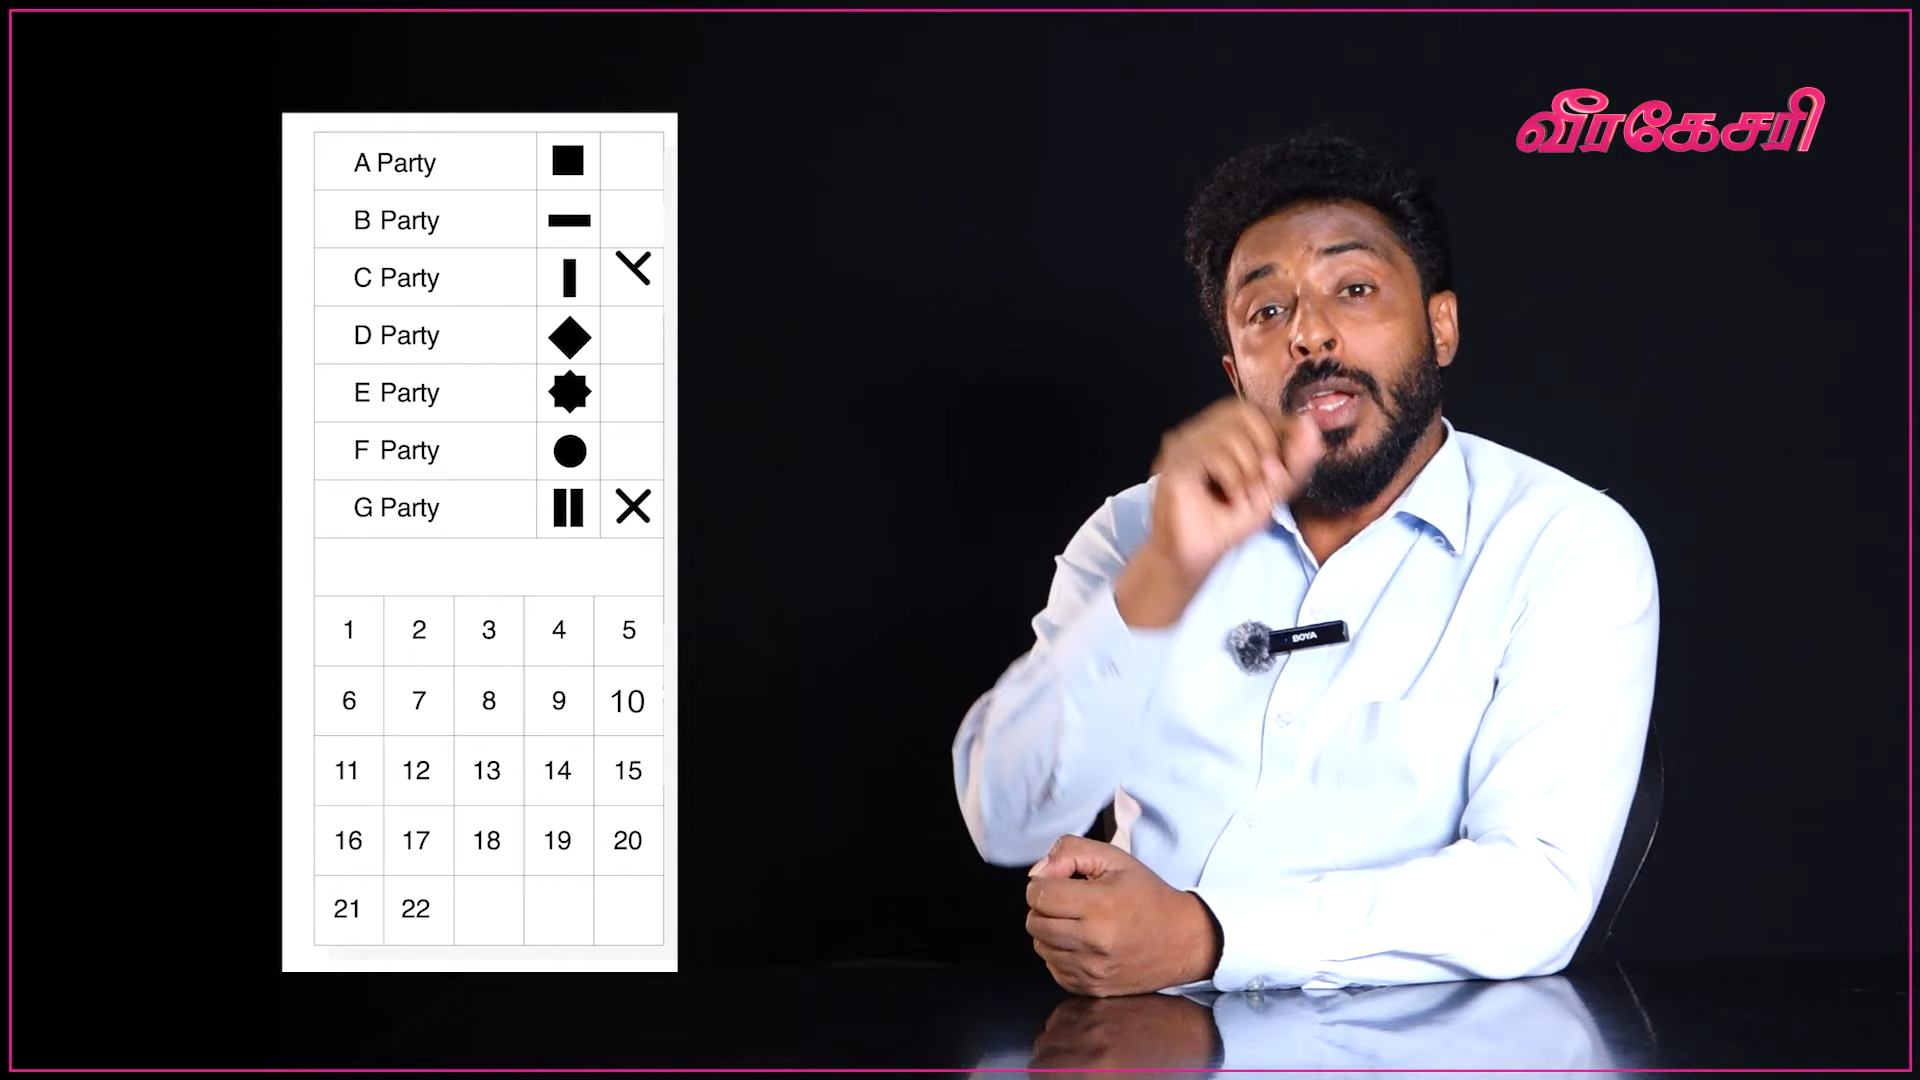 வீரகேசரி
A Party
B Party
C Party
D Party
E Party
F Party
G Party
1 2 3 4 5
6 7 8 9 10
11 12 13 14 15
16 17 18 19 20
21 22
BOYA